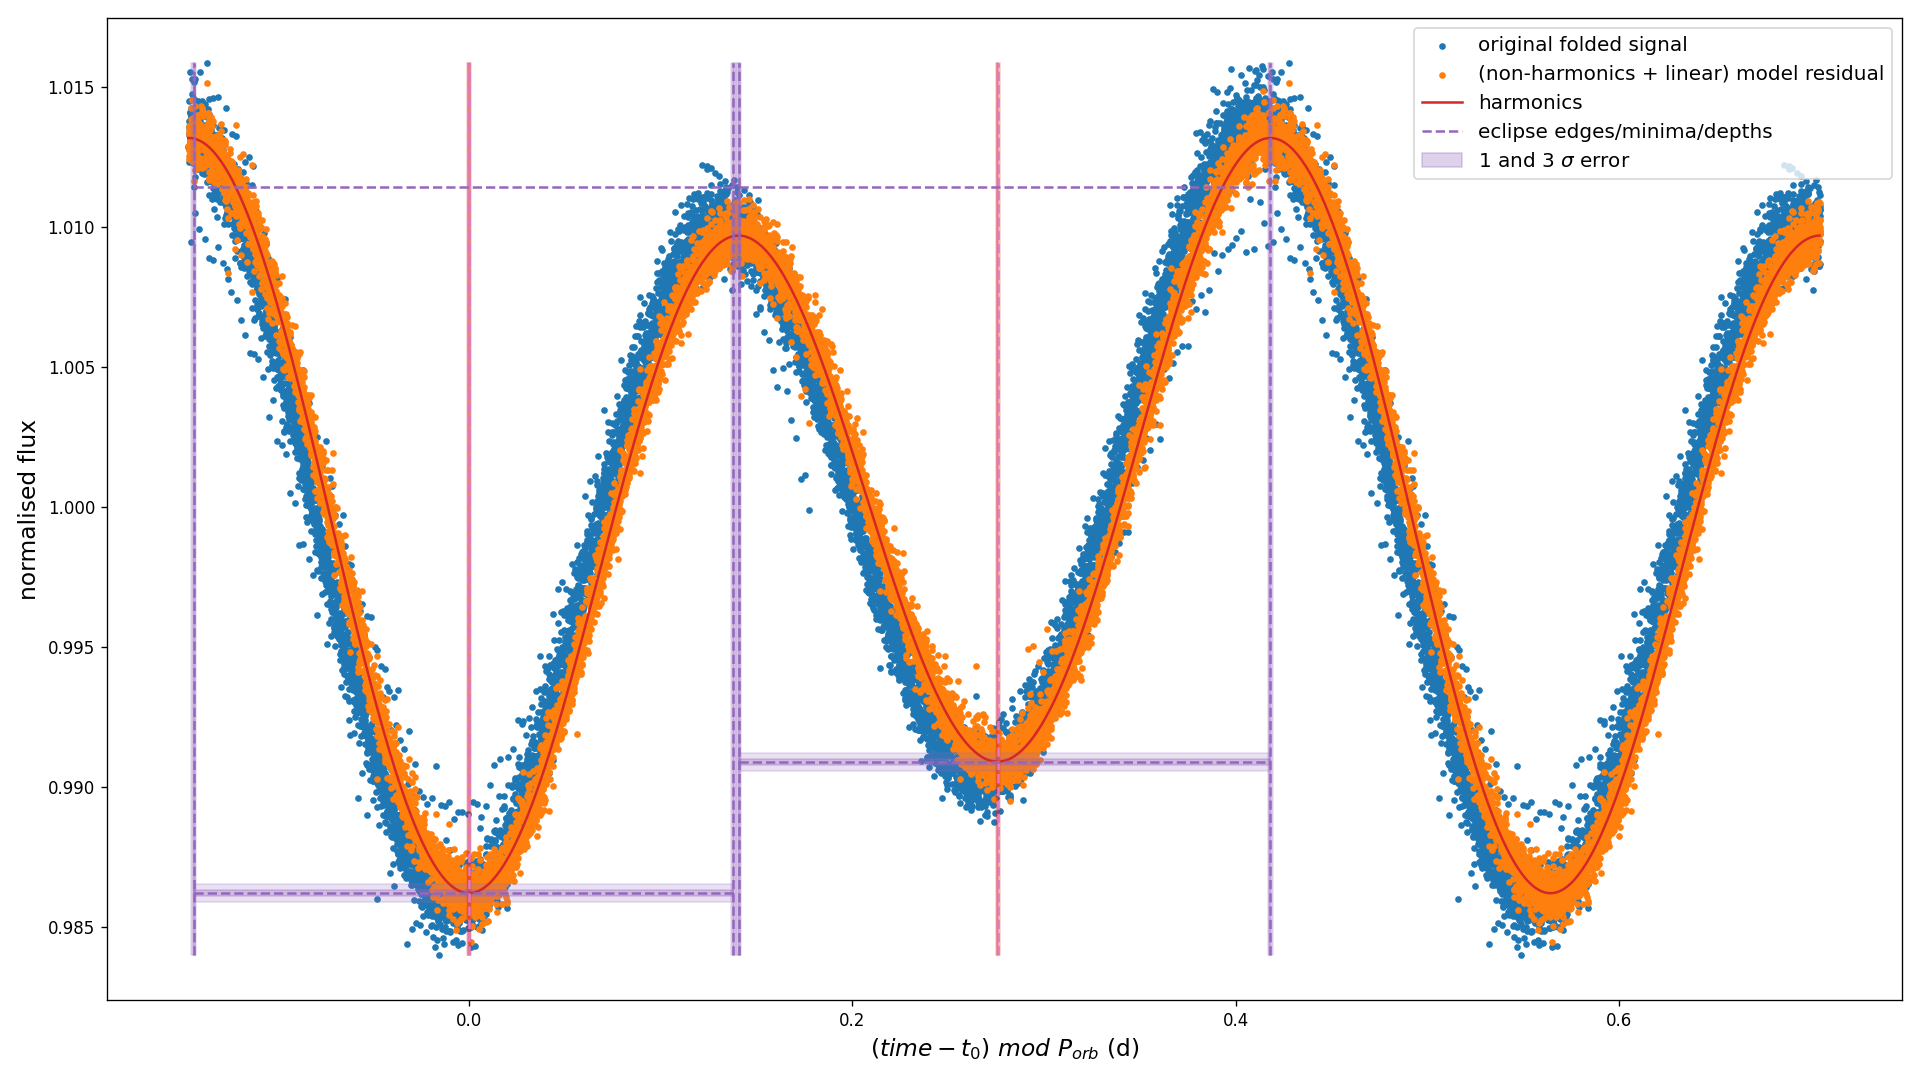 original folded signal
(non-harmonics + linear) model residual
harmonics
eclipse edges/minima/depths
1 and 3 σ error
normalised flux
1.015
1.010
1.005
1.000
0.995
0.990
0.985
0.0 0.2 0.4 0.6
(time − t₀) mod Pₒᵣb (d)